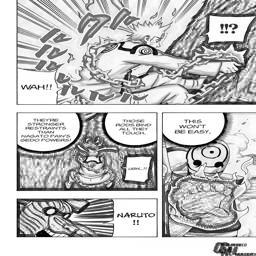 !!?
WAH!!
THEY'RE
STRONGER
RESTRAINTS
THAN
NAGATO PAIN'S
GEDO POWERS.
THOSE
RODS BIND
ALL THEY
TOUCH.
THIS
WON'T
BE EASY.
NARUTO
!!